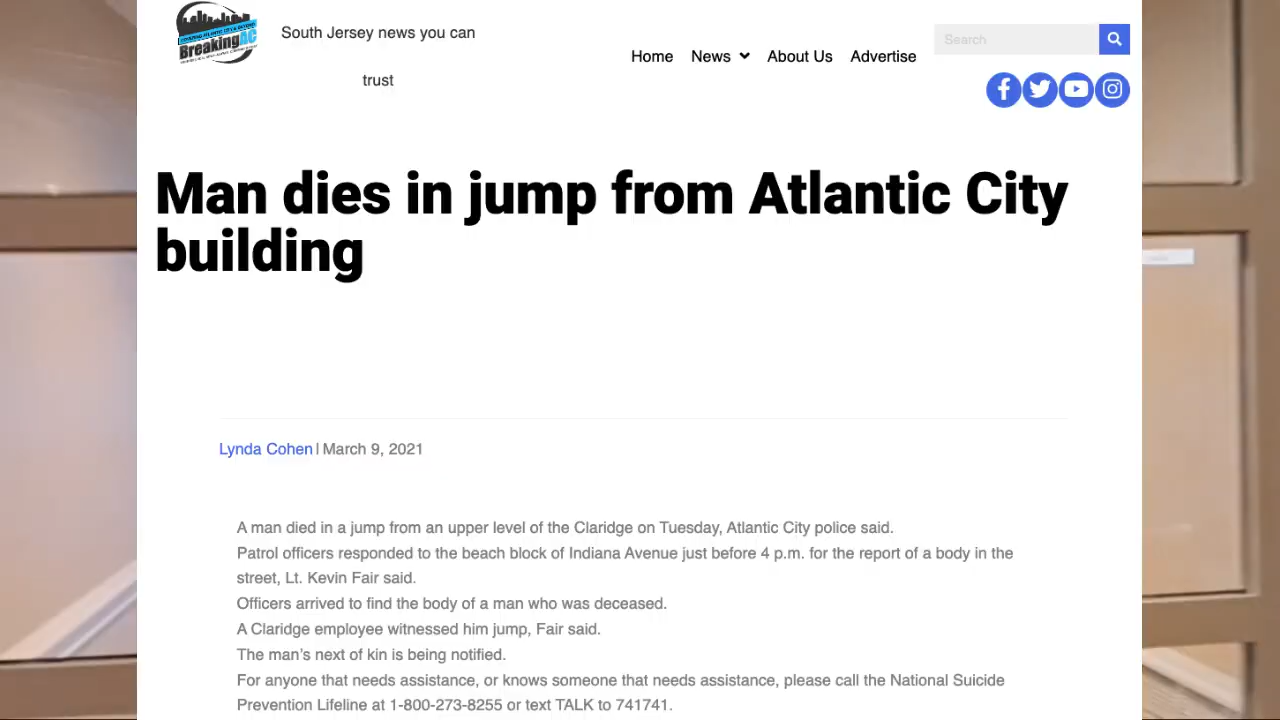 BreakingAC
South Jersey news you can
trust
Home News About Us Advertise
Search
Man dies in jump from Atlantic City
building
Lynda Cohen | March 9, 2021
A man died in a jump from an upper level of the Claridge on Tuesday, Atlantic City police said.
Patrol officers responded to the beach block of Indiana Avenue just before 4 p.m. for the report of a body in the
street, Lt. Kevin Fair said.
Officers arrived to find the body of a man who was deceased.
A Claridge employee witnessed him jump, Fair said.
The man’s next of kin is being notified.
For anyone that needs assistance, or knows someone that needs assistance, please call the National Suicide
Prevention Lifeline at 1-800-273-8255 or text TALK to 741741.